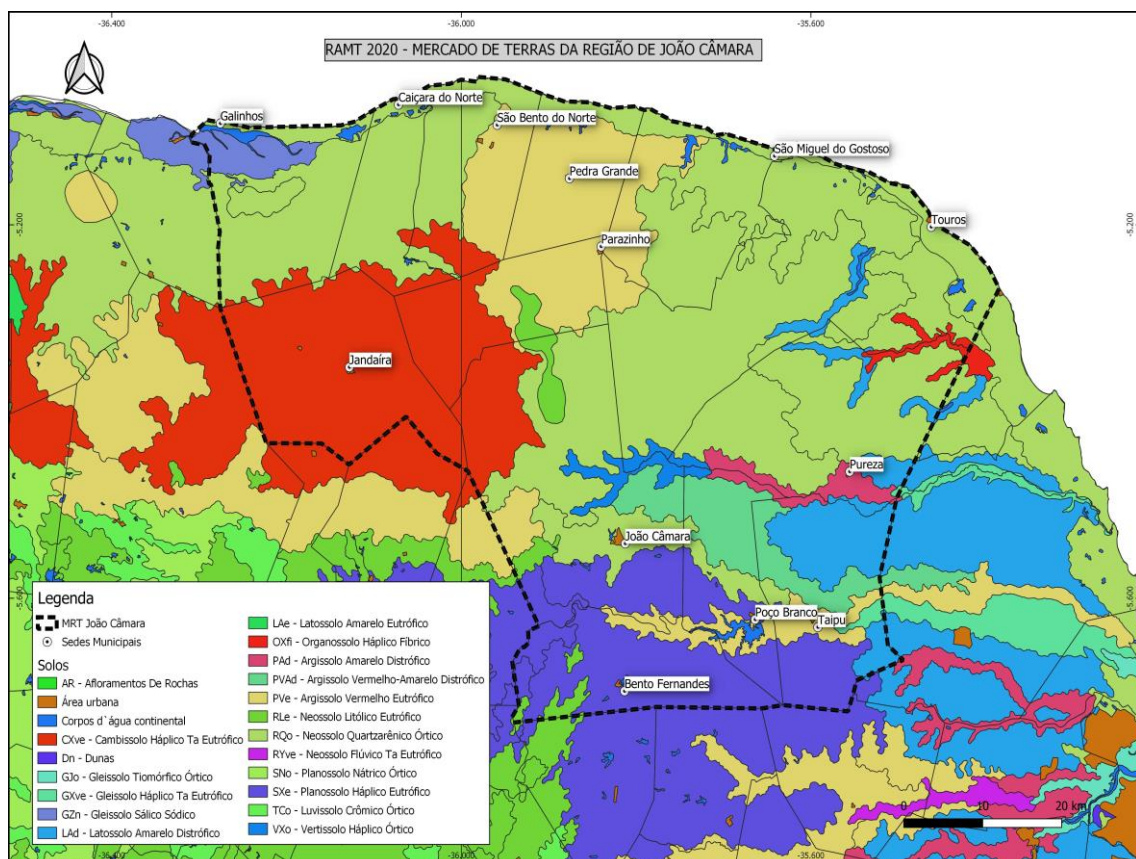 -36.400
-36.000
-35.600
RAMT 2020 - MERCADO DE TERRAS DA REGIÃO DE JOÃO CÂMARA
Galinhos
Caiçara do Norte
São Bento do Norte
São Miguel do Gostoso
Pedra Grande
-5.200
Touros
-5.200
Parazinho
Jandaíra
Pureza
João Câmara
-5.600
Poço Branco
Taipu
-5.600
Bento Fernandes
Legenda
MRT João Câmara
Sedes Municipais
Solos
AR - Afloramentos De Rochas
Área urbana
Corpos d`água continental
CXve - Cambissolo Háplico Ta Eutrófico
Dn - Dunas
GJo - Gleissolo Tiomórfico Órtico
GXve - Gleissolo Háplico Ta Eutrófico
GZn - Gleissolo Sálico Sódico
LAd - Latossolo Amarelo Distrófico
LAe - Latossolo Amarelo Eutrófico
OXfi - Organossolo Háplico Fíbrico
PAd - Argissolo Amarelo Distrófico
PVAd - Argissolo Vermelho-Amarelo Distrófico
PVe - Argissolo Vermelho Eutrófico
RLe - Neossolo Litólico Eutrófico
RQo - Neossolo Quartzarênico Órtico
RYve - Neossolo Flúvico Ta Eutrófico
SNo - Planossolo Nátrico Órtico
SXe - Planossolo Háplico Eutrófico
TCo - Luvissolo Crômico Órtico
VXo - Vertissolo Háplico Órtico
0 10 20 km
-36.400
-36.000
-35.600